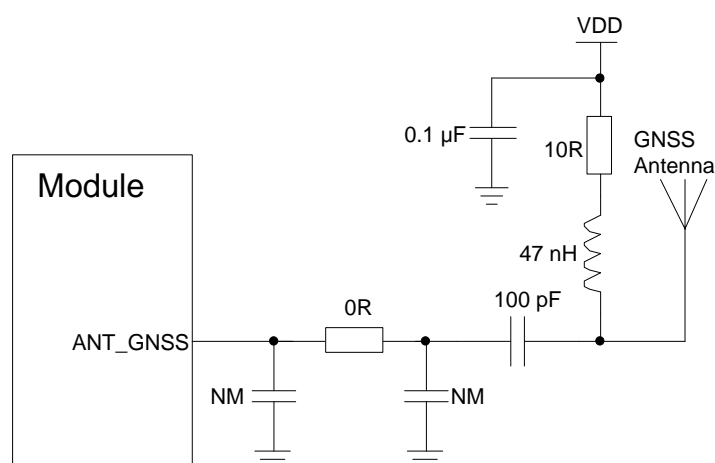 VDD
0.1 µF
10R
GNSS
Antenna
Module
47 nH
100 pF
0R
ANT_GNSS
NM
NM